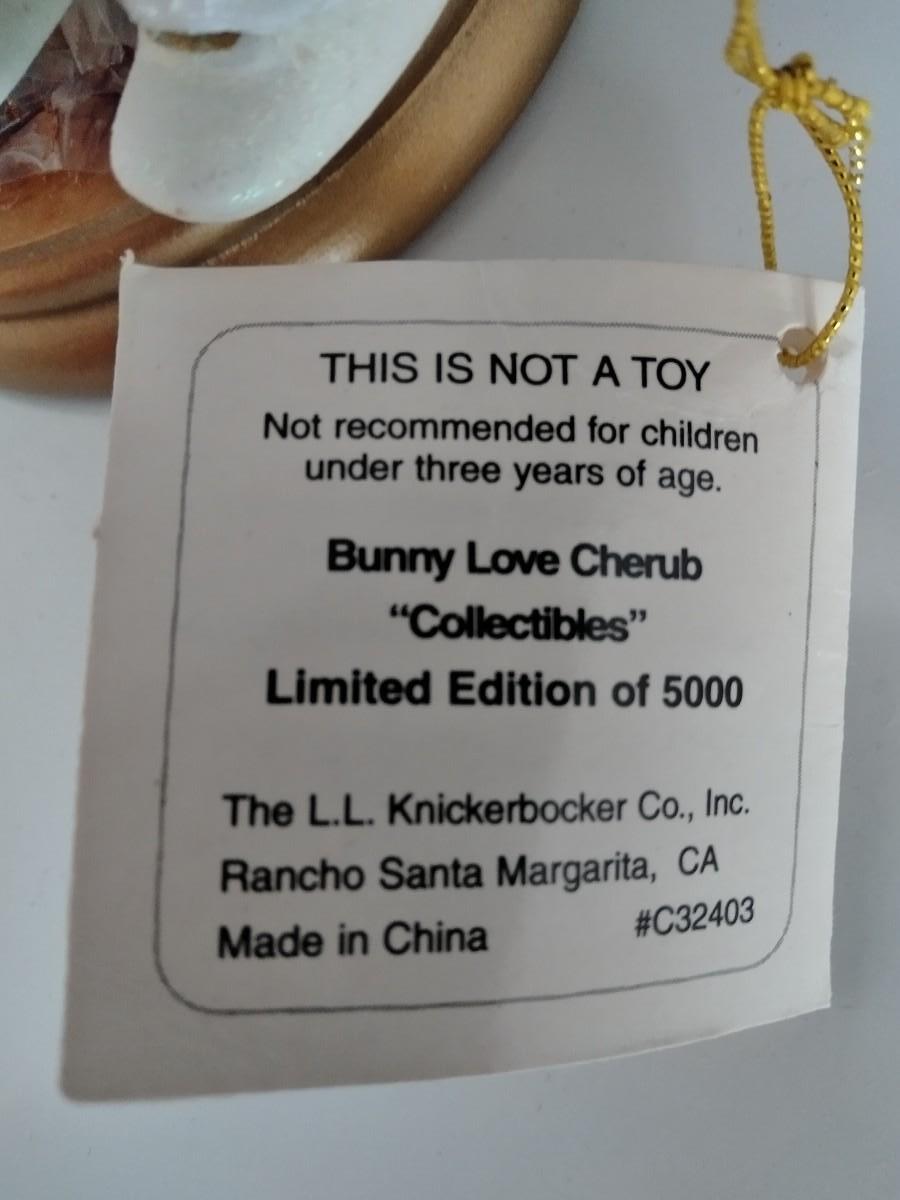 THIS IS NOT A TOY
Not recommended for children
under three years of age.
Bunny Love Cherub
“Collectibles”
Limited Edition of 5000
The L.L. Knickerbocker Co., Inc.
Rancho Santa Margarita, CA
Made in China #C32403